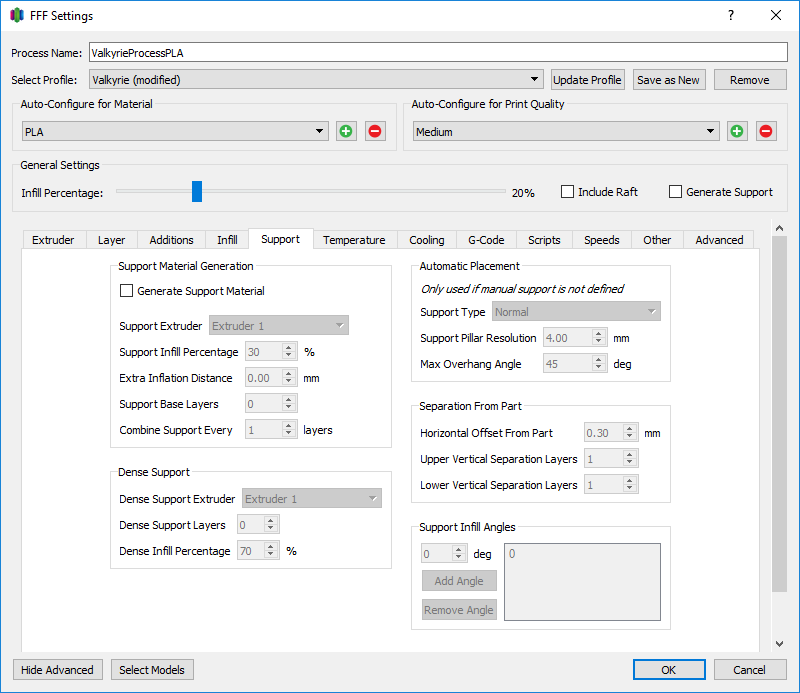 FFF Settings
?
Process Name: ValkyrieProcessPLA
Select Profile: Valkyrie (modified) Update Profile Save as New Remove
Auto-Configure for Material Auto-Configure for Print Quality
PLA Medium
General Settings
Infill Percentage: 20% Include Raft Generate Support
Extruder Layer Additions Infill Support Temperature Cooling G-Code Scripts Speeds Other Advanced
Support Material Generation
Generate Support Material
Support Extruder Extruder 1
Support Infill Percentage 30 %
Extra Inflation Distance 0.00 mm
Support Base Layers 0
Combine Support Every 1 layers
Dense Support
Dense Support Extruder Extruder 1
Dense Support Layers 0
Dense Infill Percentage 70 %
Automatic Placement
Only used if manual support is not defined
Support Type Normal
Support Pillar Resolution 4.00 mm
Max Overhang Angle 45 deg
Separation From Part
Horizontal Offset From Part 0.30 mm
Upper Vertical Separation Layers 1
Lower Vertical Separation Layers 1
Support Infill Angles
0 deg 0
Add Angle
Remove Angle
Hide Advanced Select Models OK Cancel